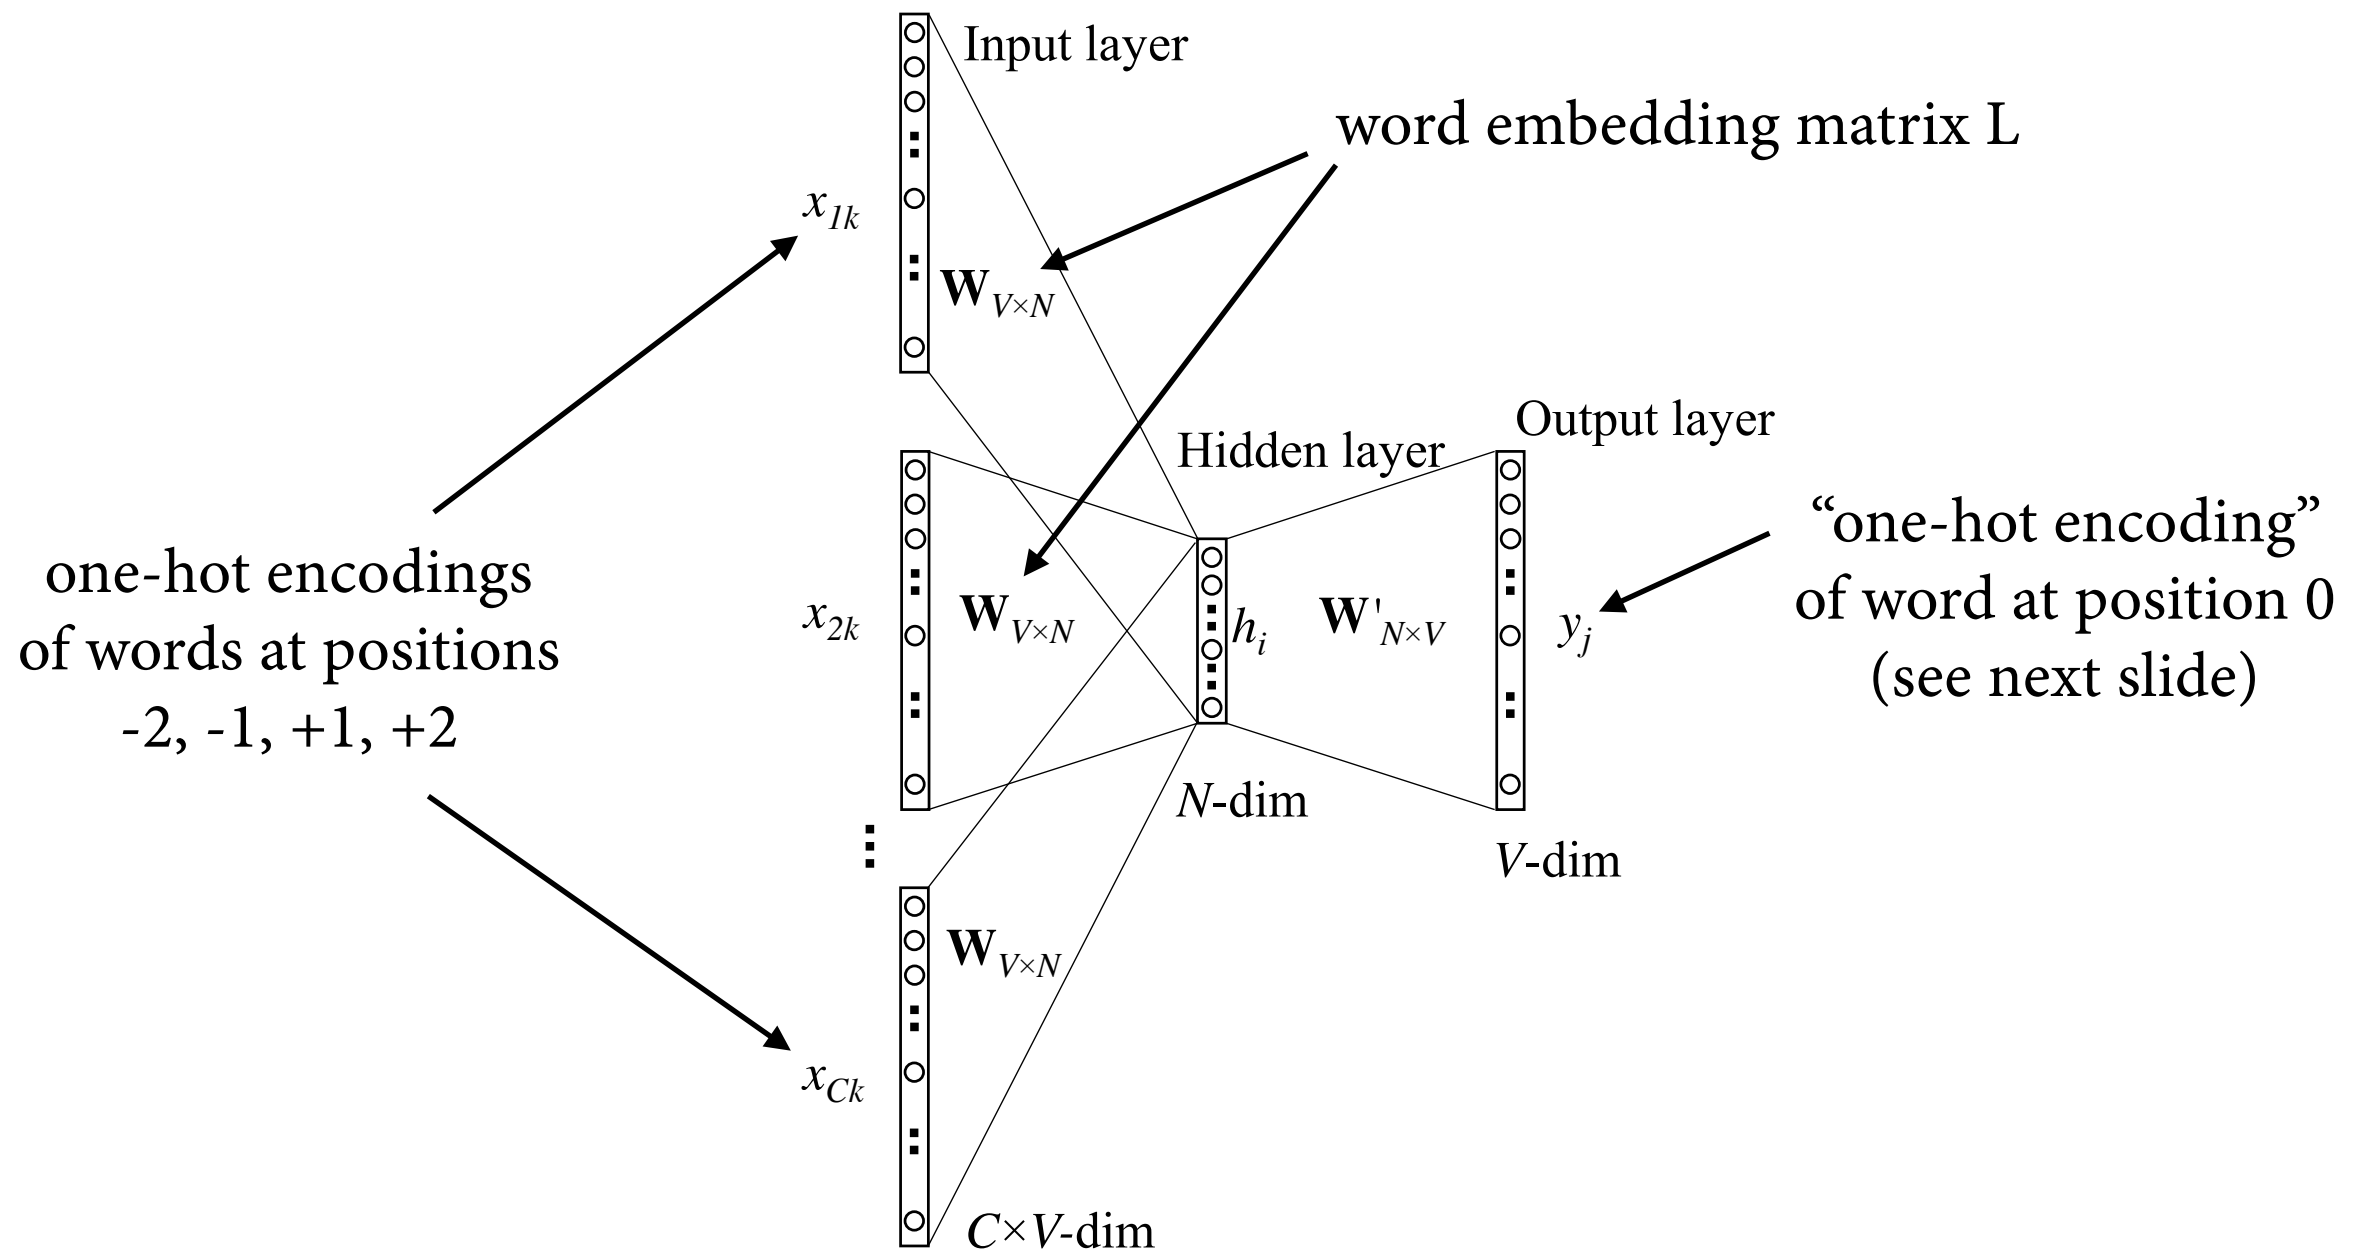 Input layer
word embedding matrix L
x1k
WV×N
Output layer
Hidden layer
one-hot encodings
of words at positions
-2, -1, +1, +2
x2k
WV×N
hi
W'N×V
yj
“one-hot encoding”
of word at position 0
(see next slide)
N-dim
V-dim
WV×N
xCk
C×V-dim